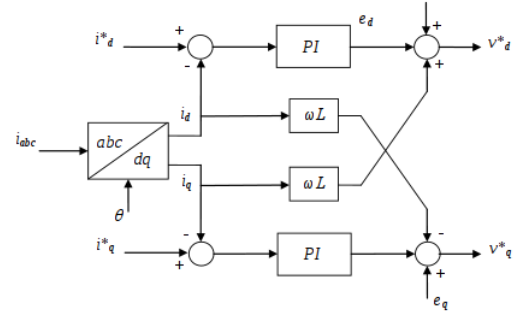 +
i*d + PI ed + v*d
- +
id ωL
iabc abc
dq iq ωL
θ - -
i*q + PI + v*q
eq